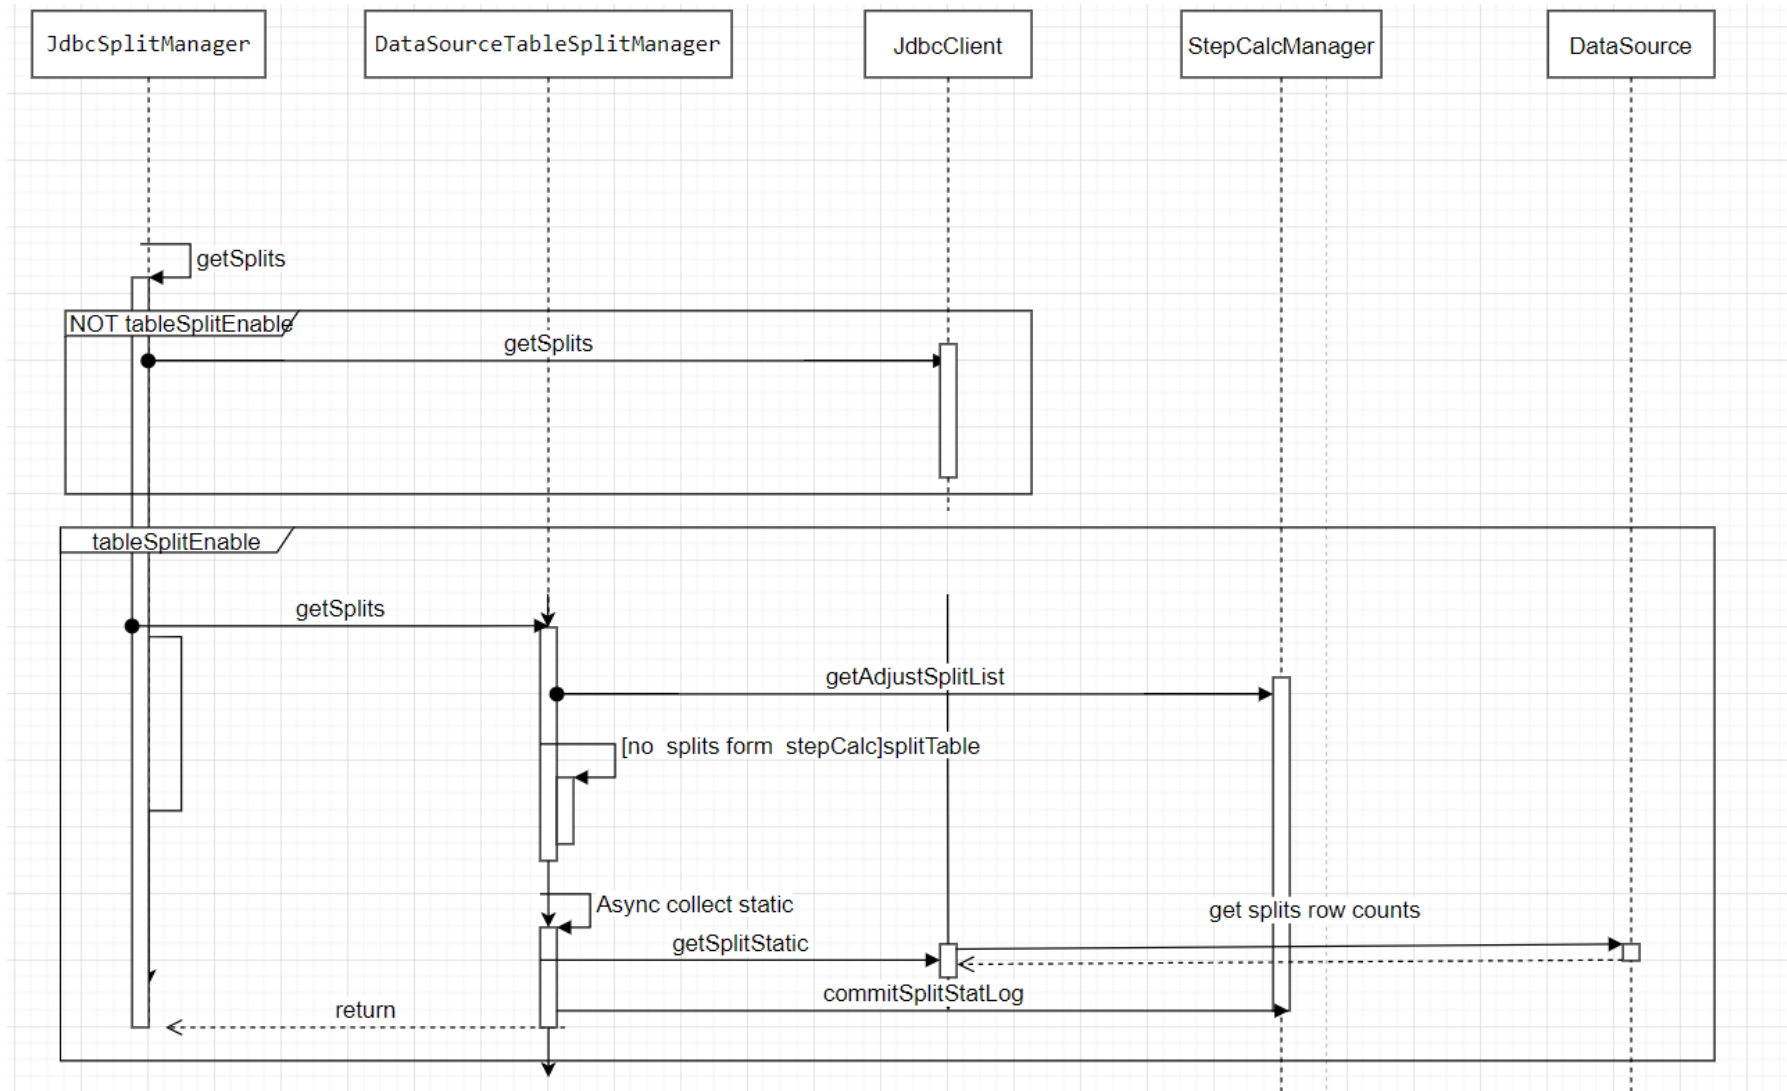 JdbcSplitManager
DataSourceTableSplitManager
JdbcClient
StepCalcManager
DataSource
getSplits
NOT tableSplitEnable
getSplits
tableSplitEnable
getSplits
getAdjustSplitList
[no splits form stepCalc]splitTable
Async collect static
get splits row counts
getSplitStatic
commitSplitStatLog
return